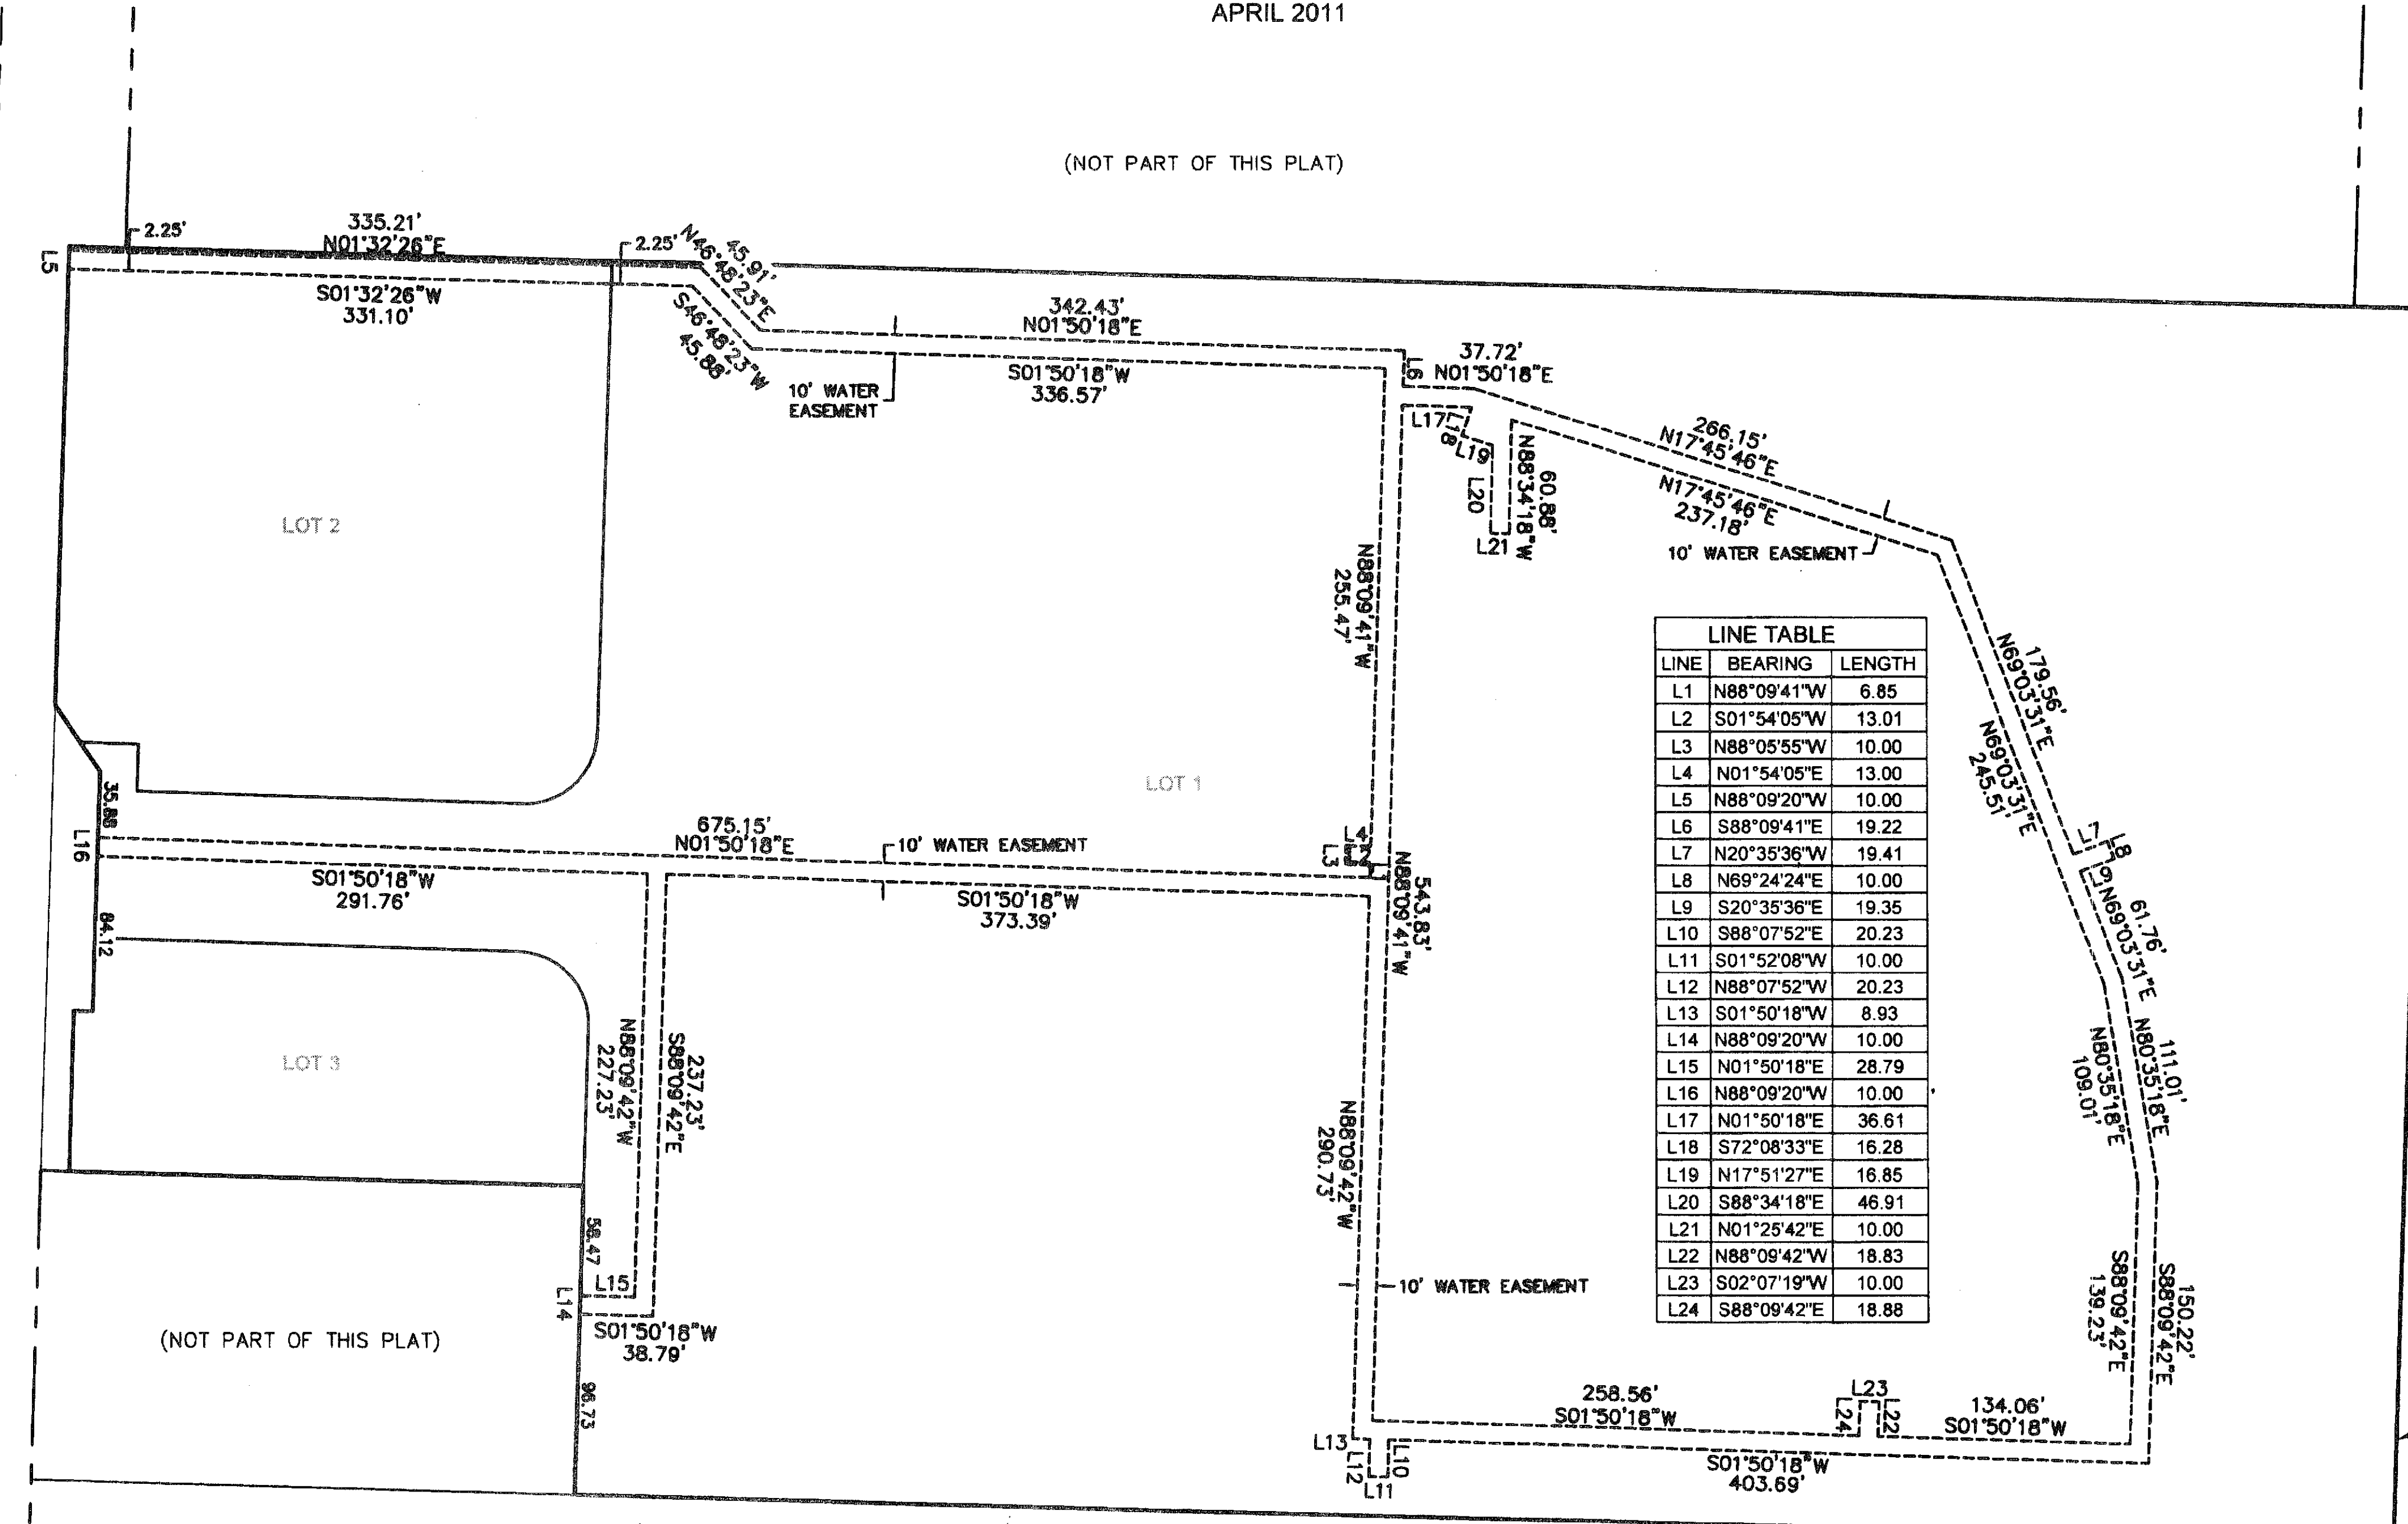 APRIL 2011
(NOT PART OF THIS PLAT)
2.25'
335.21'
N01°32'26"E
2.25'
45.91'
N46°48'23"E
L5
S01°32'26"W
331.10'
S46°48'23"W
45.88'
342.43'
N01°50'18"E
S01°50'18"W
336.57'
10' WATER
EASEMENT
L6
37.72'
N01°50'18"E
L17
L18
L19
L20
L21
60.88'
N88°34'18"W
266.15'
N17°45'46"E
N17°45'46"E
237.18'
10' WATER EASEMENT
LOT 2
N88°09'41"W
255.47'
LOT 1
179.56'
N69°03'31"E
N69°03'31"E
245.51'
LINE TABLE
LINE BEARING LENGTH
L1 N88°09'41"W 6.85
L2 S01°54'05"W 13.01
L3 N88°05'55"W 10.00
L4 N01°54'05"E 13.00
L5 N88°09'20"W 10.00
L6 S88°09'41"E 19.22
L7 N20°35'36"W 19.41
L8 N69°24'24"E 10.00
L9 S20°35'36"E 19.35
L10 S88°07'52"E 20.23
L11 S01°52'08"W 10.00
L12 N88°07'52"W 20.23
L13 S01°50'18"W 8.93
L14 N88°09'20"W 10.00
L15 N01°50'18"E 28.79
L16 N88°09'20"W 10.00
L17 N01°50'18"E 36.61
L18 S72°08'33"E 16.28
L19 N17°51'27"E 16.85
L20 S88°34'18"E 46.91
L21 N01°25'42"E 10.00
L22 N88°09'42"W 18.83
L23 S02°07'19"W 10.00
L24 S88°09'42"E 18.88
35.88
L16
84.12
675.15'
N01°50'18"E
10' WATER EASEMENT
S01°50'18"W
291.76'
S01°50'18"W
373.39'
L4
L3
543.83'
N88°09'41"W
L7
L8
L9
61.76'
N69°03'31"E
111.01'
N80°35'18"E
N80°35'18"E
109.01'
LOT 3
N88°09'42"W
227.23'
237.23'
S88°09'42"E
N88°09'42"W
290.73'
58.47
L15
L14
S01°50'18"W
38.79'
96.73
(NOT PART OF THIS PLAT)
10' WATER EASEMENT
150.22'
S88°09'42"E
S88°09'42"E
139.23'
258.56'
S01°50'18"W
L23
L24
L22
134.06'
S01°50'18"W
L13
L12
L10
L11
S01°50'18"W
403.69'